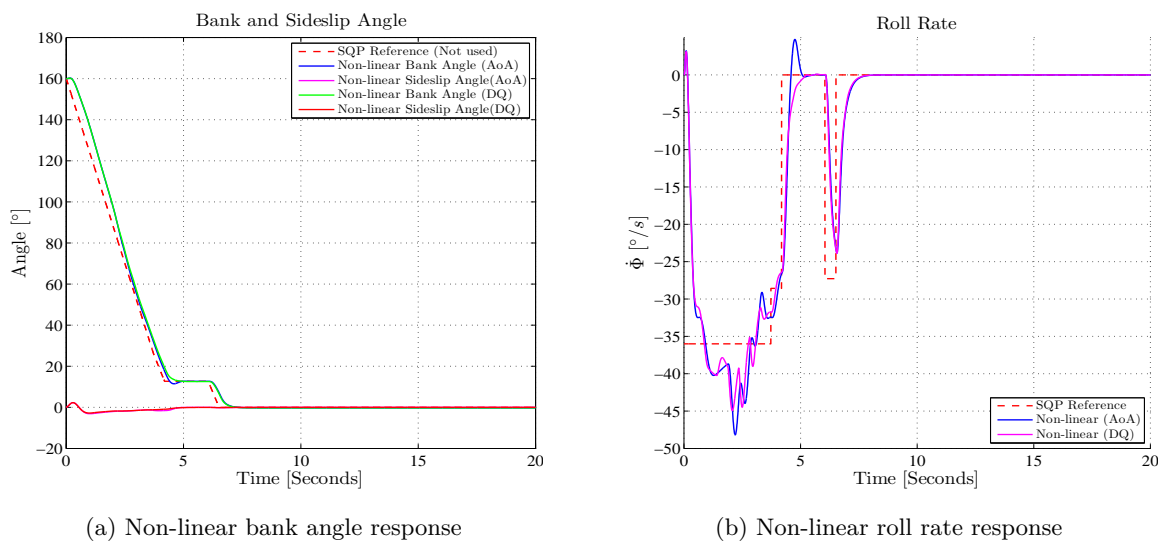 Bank and Sideslip Angle
180
160
140
120
100
80
60
40
20
0
−20
Angle [°]
SQP Reference (Not used)
Non-linear Bank Angle (AoA)
Non-linear Sideslip Angle(AoA)
Non-linear Bank Angle (DQ)
Non-linear Sideslip Angle(DQ)
0 5 10 15 20
Time [Seconds]
(a) Non-linear bank angle response
Roll Rate
0
−5
−10
−15
−20
−25
−30
−35
−40
−45
−50
Φ̇ [°/s]
SQP Reference
Non-linear (AoA)
Non-linear (DQ)
0 5 10 15 20
Time [Seconds]
(b) Non-linear roll rate response